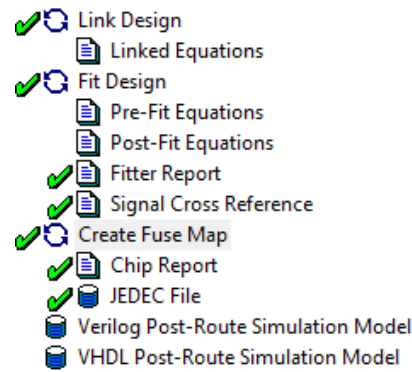 Link Design
Linked Equations
Fit Design
Pre-Fit Equations
Post-Fit Equations
Fitter Report
Signal Cross Reference
Create Fuse Map
Chip Report
JEDEC File
Verilog Post-Route Simulation Model
VHDL Post-Route Simulation Model